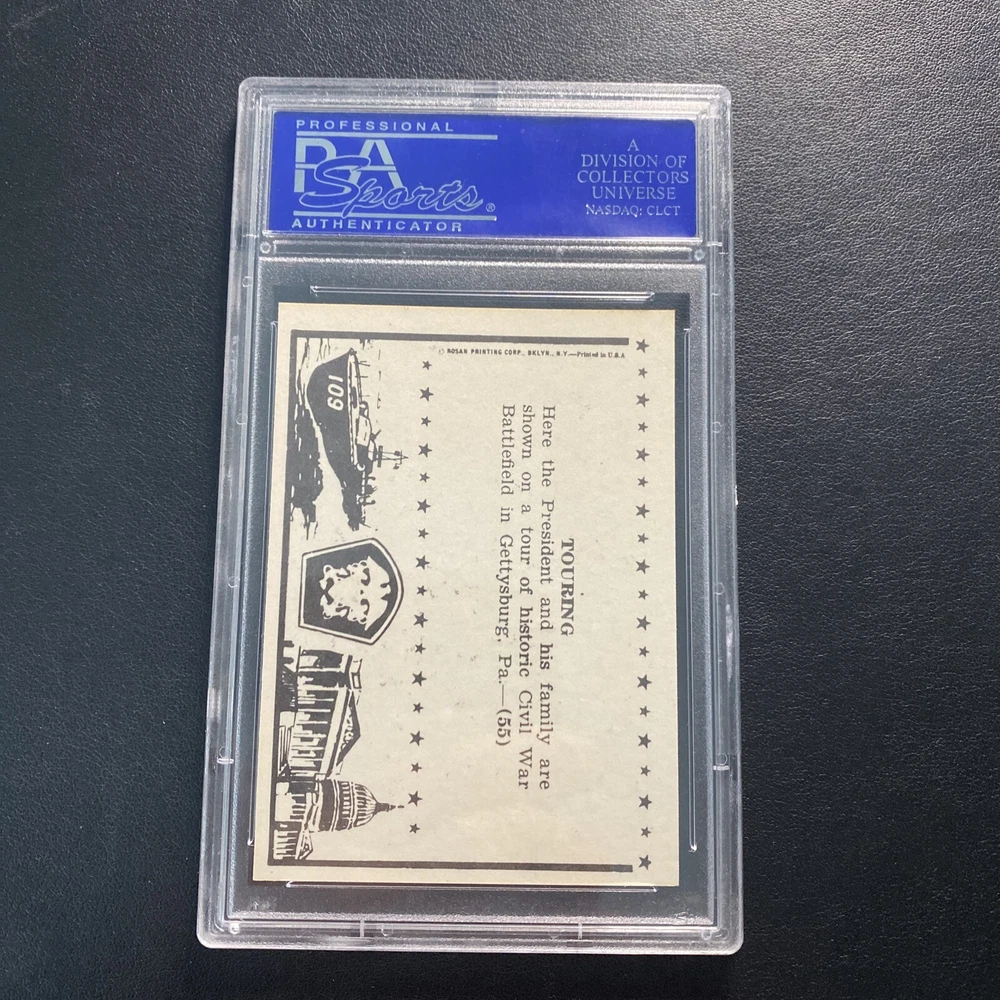 PROFESSIONAL
PSA
Sports®
AUTHENTICATOR
A
DIVISION OF
COLLECTORS
UNIVERSE
NASDAQ: CLCT
© ROSAN PRINTING CORP., BKLYN., N.Y.—Printed in U.S.A
TOURING
Here the President and his family are
shown on a tour of historic Civil War
Battlefield in Gettysburg, Pa.—(55)
109